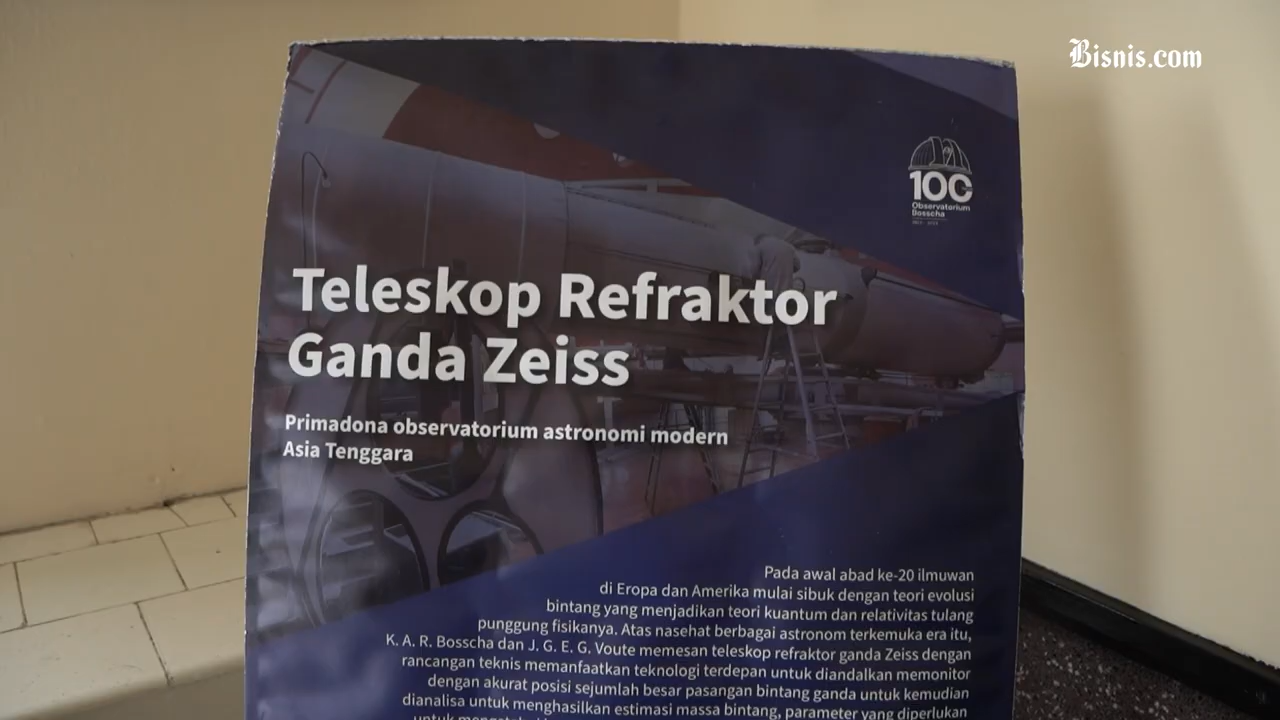 Bisnis.com
100
Observatorium
Bosscha
Teleskop Refraktor
Ganda Zeiss
Primadona observatorium astronomi modern
Asia Tenggara
Pada awal abad ke-20 ilmuwan
di Eropa dan Amerika mulai sibuk dengan teori evolusi
bintang yang menjadikan teori kuantum dan relativitas tulang
punggung fisikanya. Atas nasehat berbagai astronom terkemuka era itu,
K. A. R. Bosscha dan J. G. E. G. Voute memesan teleskop refraktor ganda Zeiss dengan
rancangan teknis memanfaatkan teknologi terdepan untuk diandalkan memonitor
dengan akurat posisi sejumlah besar pasangan bintang ganda untuk kemudian
dianalisa untuk menghasilkan estimasi massa bintang, parameter yang diperlukan